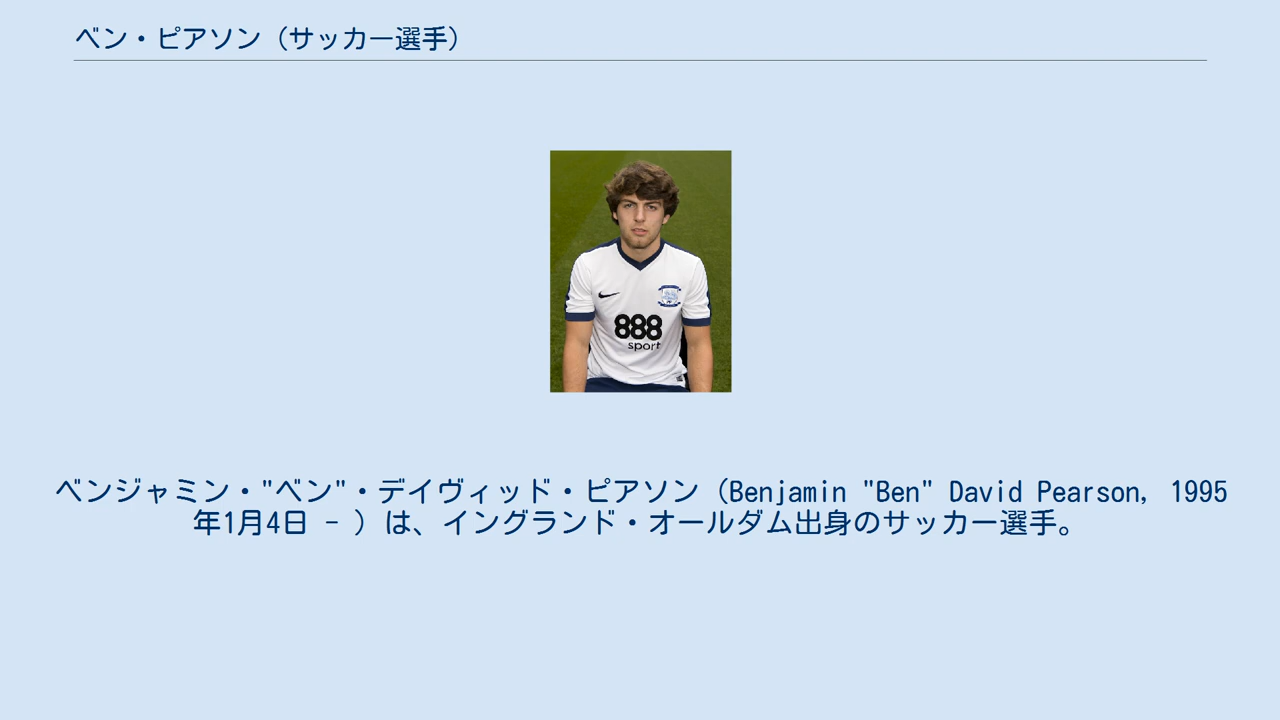 ベン・ピアソン（サッカー選手）
888
sport
ベンジャミン・"ベン"・デイヴィッド・ピアソン（Benjamin "Ben" David Pearson, 1995
年1月4日 - ）は、イングランド・オールダム出身のサッカー選手。